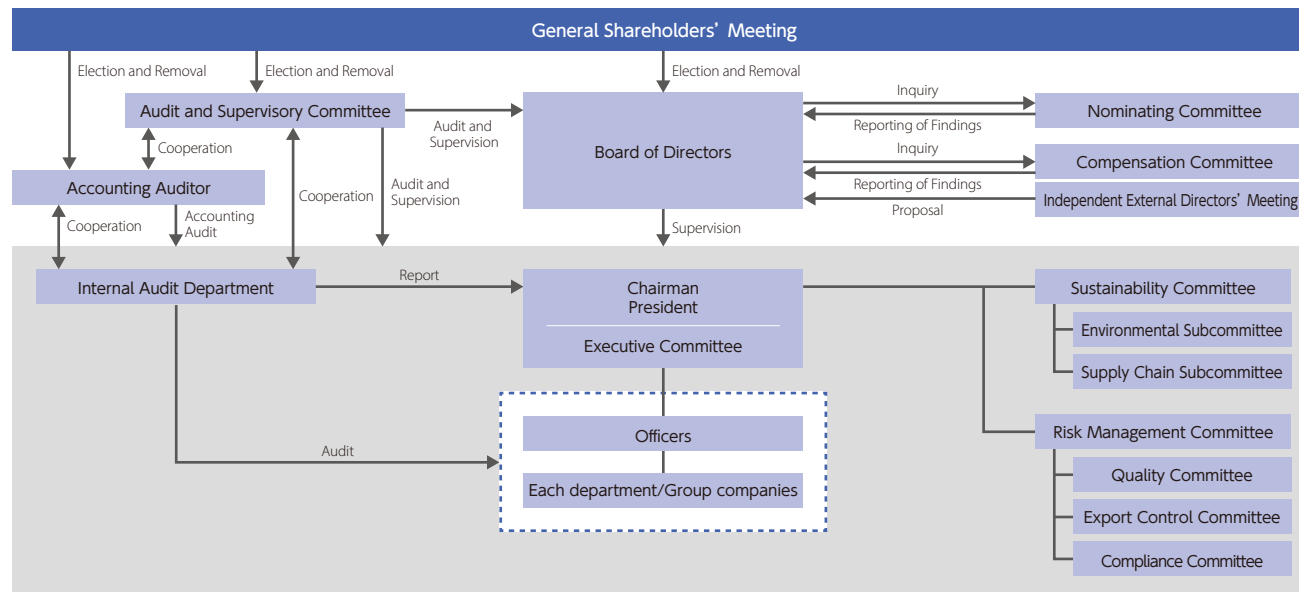 General Shareholders' Meeting
Election and Removal
Election and Removal
Election and Removal
Audit and Supervisory Committee
Audit and
Supervision
Board of Directors
Inquiry
Reporting of Findings
Nominating Committee
Cooperation
Inquiry
Reporting of Findings
Compensation Committee
Accounting Auditor
Cooperation
Audit and
Supervision
Proposal
Independent External Directors' Meeting
Cooperation
Accounting
Audit
Supervision
Internal Audit Department
Report
Chairman
President
Executive Committee
Sustainability Committee
Environmental Subcommittee
Supply Chain Subcommittee
Audit
Officers
Each department/Group companies
Risk Management Committee
Quality Committee
Export Control Committee
Compliance Committee